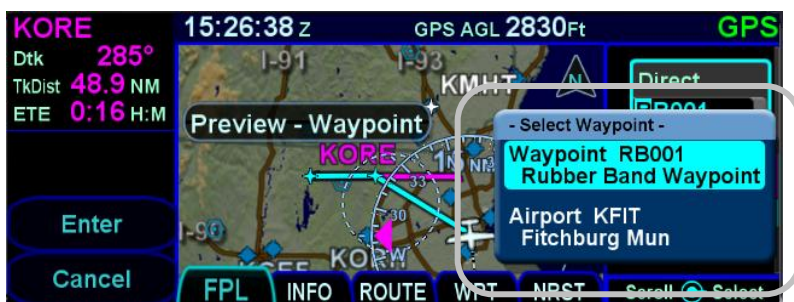 KORE
Dtk 285°
TkDist 48.9 NM
ETE 0:16 H:M
Enter
Cancel
15:26:38 Z
GPS AGL 2830Ft
GPS
I-91
I-93
KMHT
N
Preview - Waypoint
KORE
33
30
KORW
FPL
INFO
ROUTE
WPT
NRST
Direct
- Select Waypoint -
Waypoint RB001
Rubber Band Waypoint
Airport KFIT
Fitchburg Mun
Scroll
Select